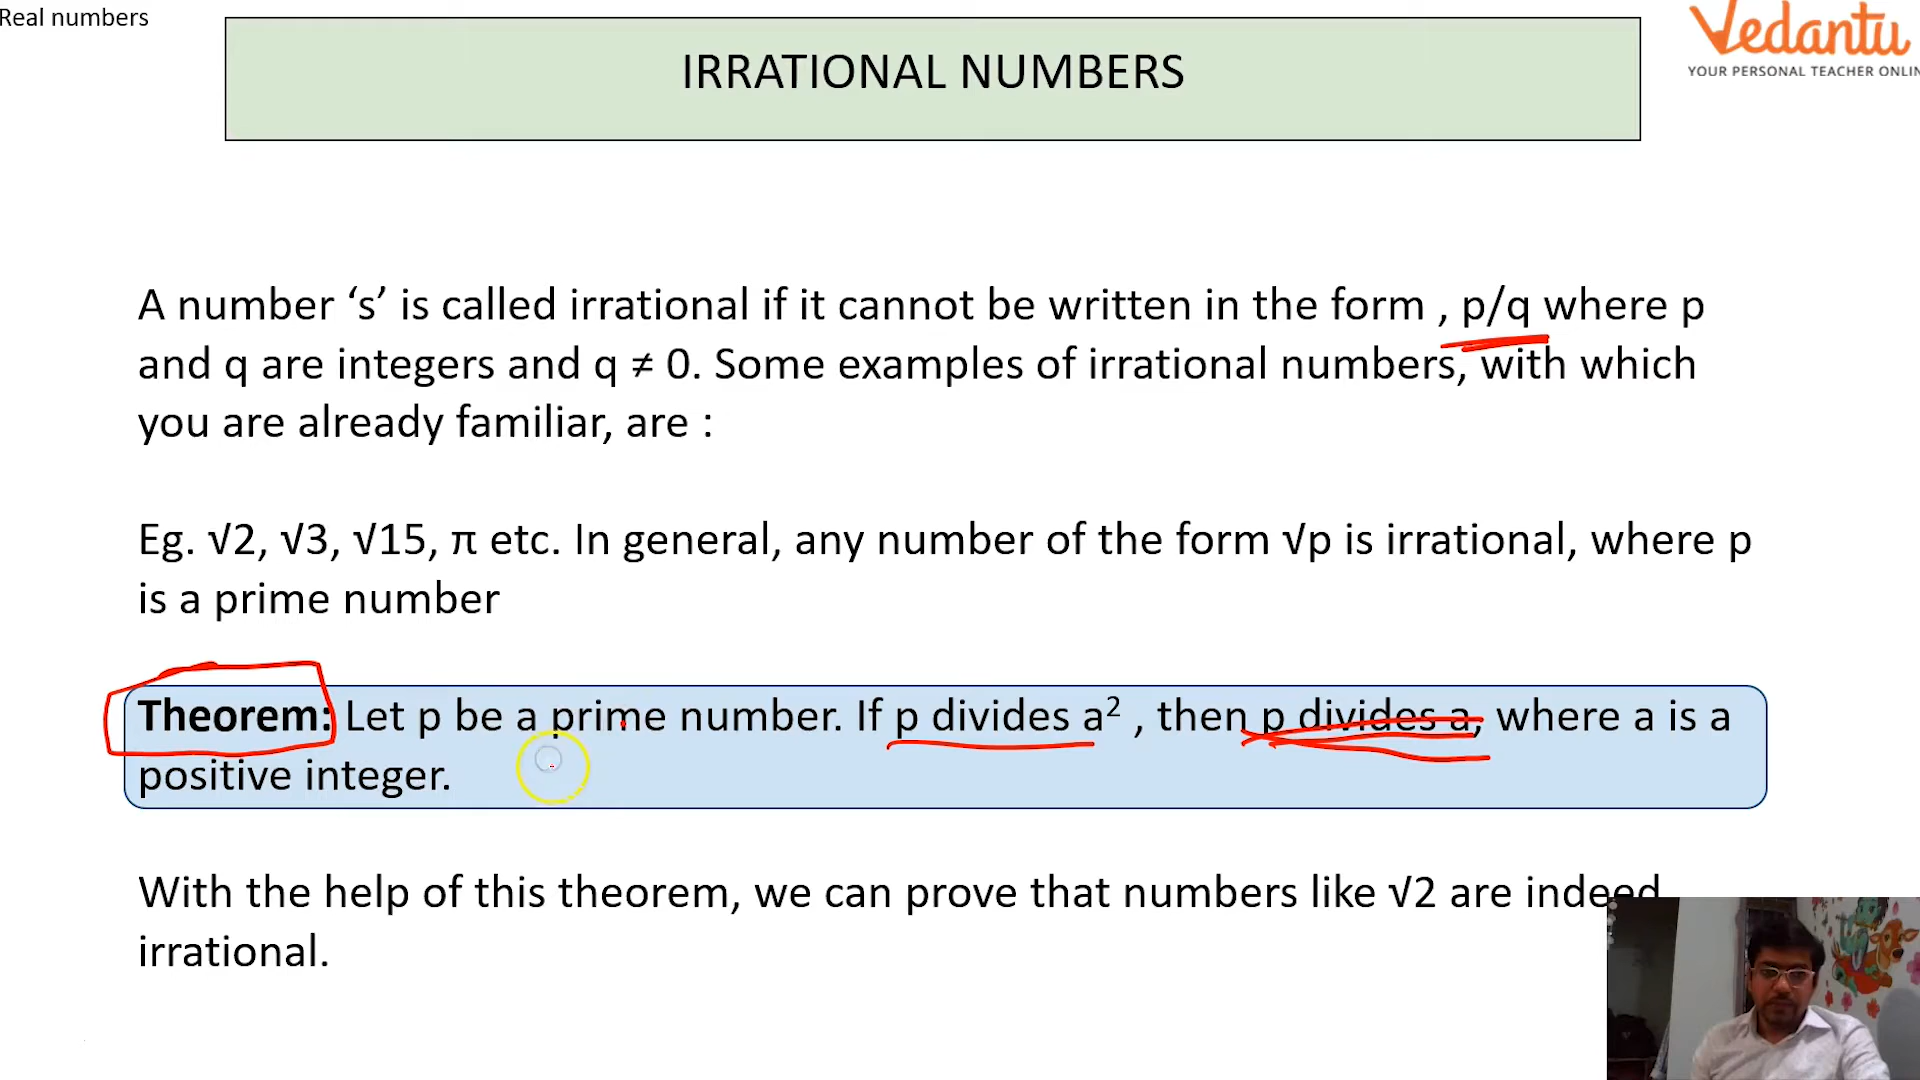 Real numbers
Vedantu
YOUR PERSONAL TEACHER ONLIN
IRRATIONAL NUMBERS
A number ‘s’ is called irrational if it cannot be written in the form , p/q where p
and q are integers and q ≠ 0. Some examples of irrational numbers, with which
you are already familiar, are :
Eg. √2, √3, √15, π etc. In general, any number of the form √p is irrational, where p
is a prime number
Theorem: Let p be a prime number. If p divides a² , then p divides a, where a is a
positive integer.
With the help of this theorem, we can prove that numbers like √2 are indeed
irrational.